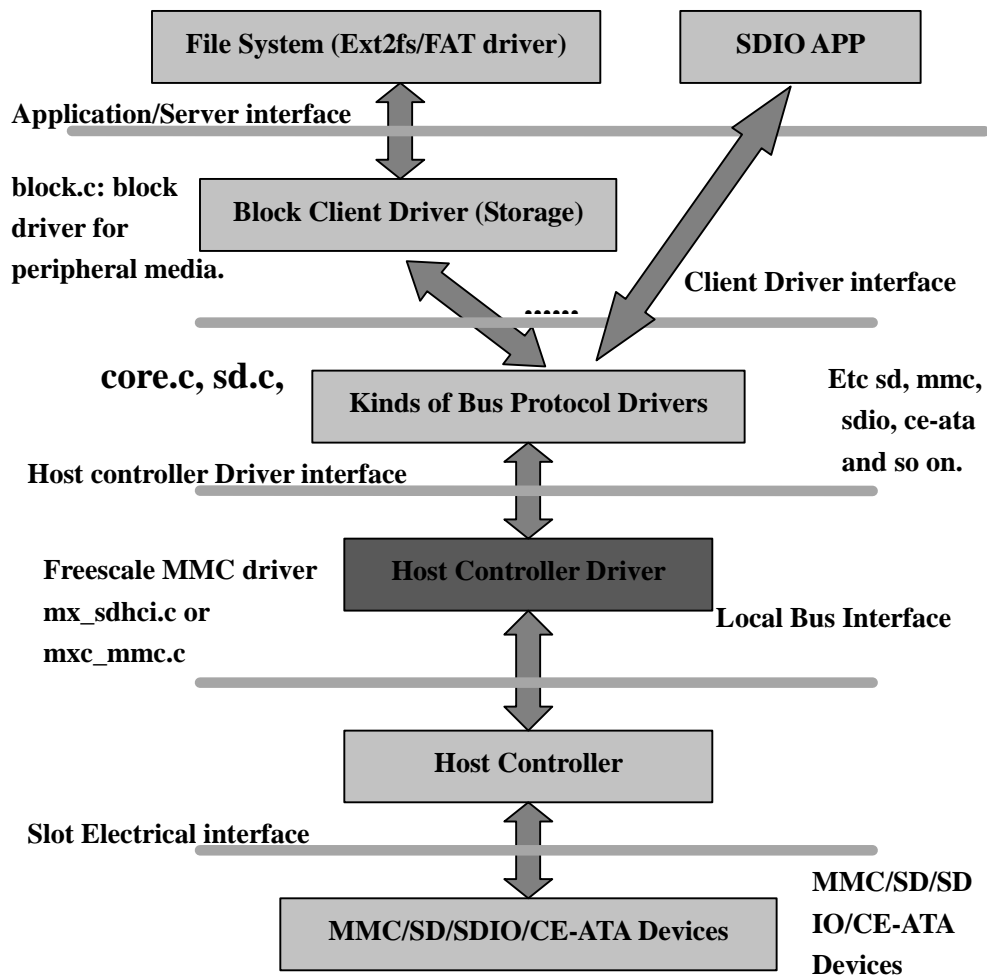 File System (Ext2fs/FAT driver)
SDIO APP
Application/Server interface
block.c: block
driver for
peripheral media.
Block Client Driver (Storage)
Client Driver interface
......
core.c, sd.c,
Kinds of Bus Protocol Drivers
Etc sd, mmc,
sdio, ce-ata
and so on.
Host controller Driver interface
Freescale MMC driver
mx_sdhci.c or
mxc_mmc.c
Host Controller Driver
Local Bus Interface
Host Controller
Slot Electrical interface
MMC/SD/SDIO/CE-ATA Devices
MMC/SD/SD
IO/CE-ATA
Devices